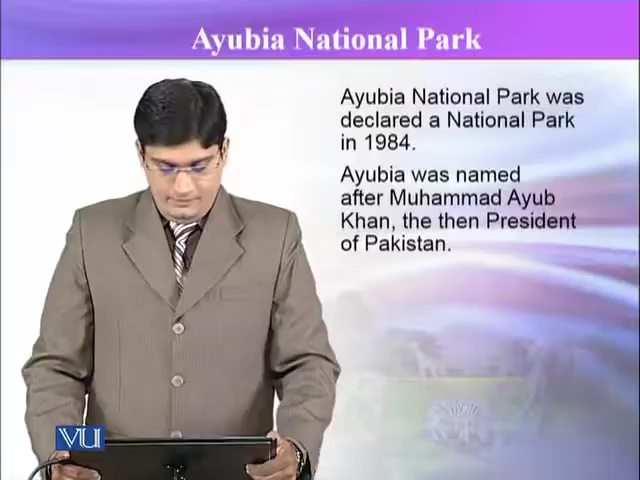 Ayubia National Park
Ayubia National Park was
declared a National Park
in 1984.
Ayubia was named
after Muhammad Ayub
Khan, the then President
of Pakistan.
VU